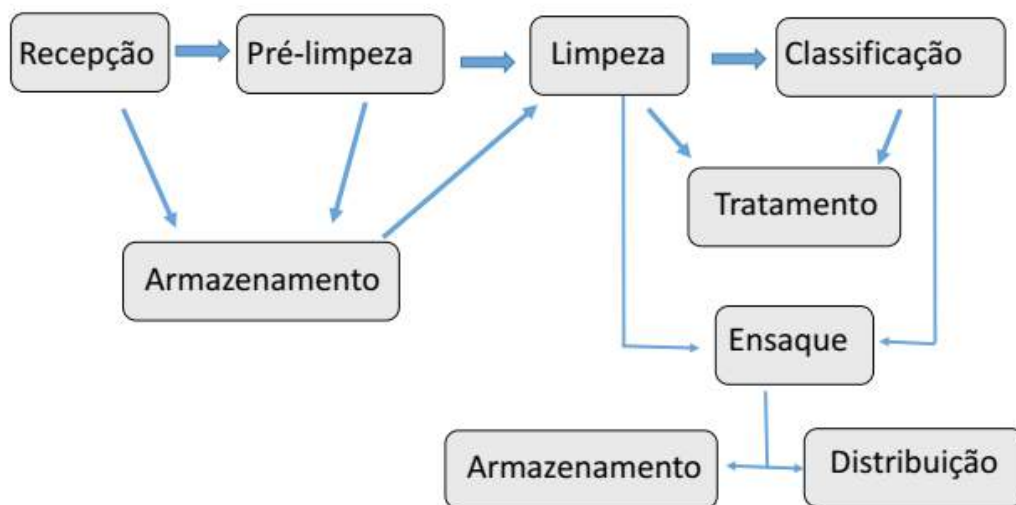 Recepção
Pré-limpeza
Limpeza
Classificação
Tratamento
Armazenamento
Ensaque
Armazenamento
Distribuição